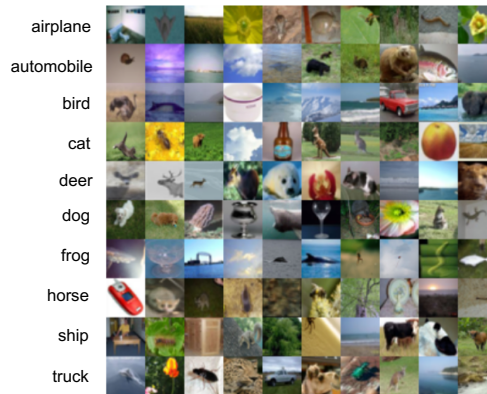 airplane
automobile
bird
cat
deer
dog
frog
horse
ship
truck